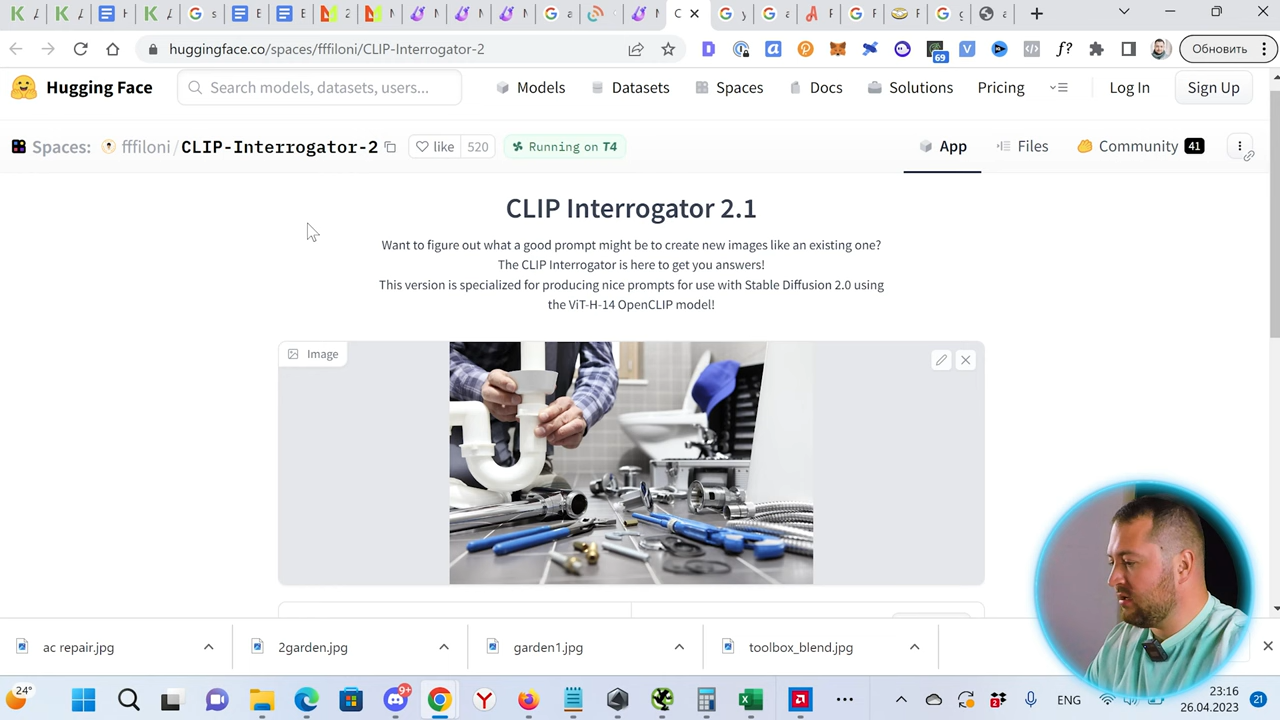 huggingface.co/spaces/fffiloni/CLIP-Interrogator-2
69
Обновить
Hugging Face
Search models, datasets, users...
Models
Datasets
Spaces
Docs
Solutions
Pricing
Log In
Sign Up
Spaces:
fffiloni/CLIP-Interrogator-2
like 520
Running on T4
App
Files
Community 41
CLIP Interrogator 2.1
Want to figure out what a good prompt might be to create new images like an existing one?
The CLIP Interrogator is here to get you answers!
This version is specialized for producing nice prompts for use with Stable Diffusion 2.0 using
the ViT-H-14 OpenCLIP model!
Image
ac repair.jpg
2garden.jpg
garden1.jpg
toolbox_blend.jpg
24°
9+
ENG
23:16
26.04.2023
21